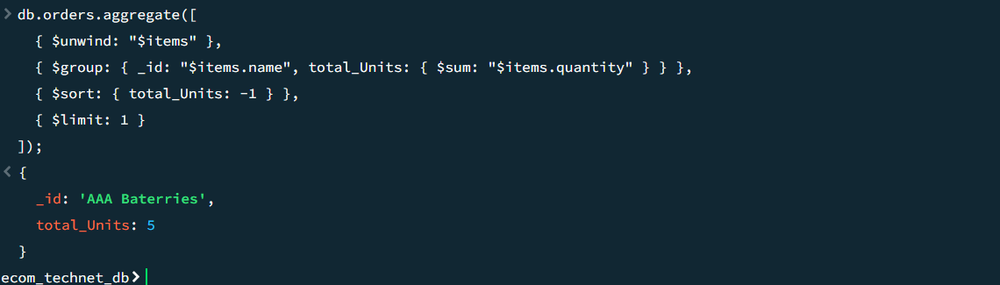 > db.orders.aggregate([
{ $unwind: "$items" },
{ $group: { _id: "$items.name", total_Units: { $sum: "$items.quantity" } } },
{ $sort: { total_Units: -1 } },
{ $limit: 1 }
]);
< {
_id: 'AAA Baterries',
total_Units: 5
}
ecom_technet_db>